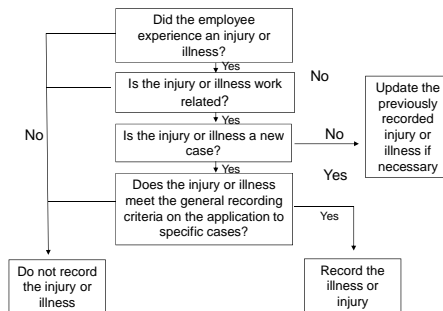 Did the employee
experience an injury or
illness?
Yes
No
Is the injury or illness work
related?
Yes
No
Is the injury or illness a new
case?
No
Update the
previously
recorded
injury or
illness if
necessary
Yes
Yes
Does the injury or illness
meet the general recording
criteria on the application to
specific cases?
Yes
Do not record
the injury or
illness
Record the
illness or
injury